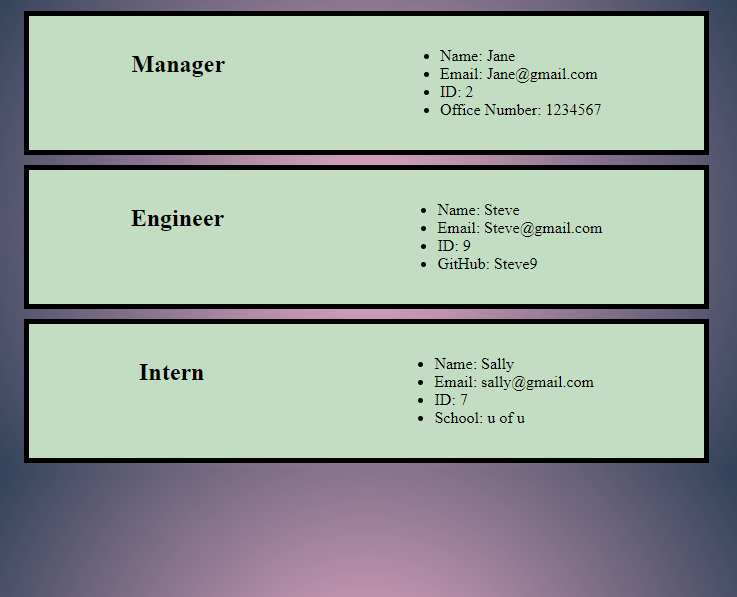 Manager
Name: Jane
Email: Jane@gmail.com
ID: 2
Office Number: 1234567
Engineer
Name: Steve
Email: Steve@gmail.com
ID: 9
GitHub: Steve9
Intern
Name: Sally
Email: sally@gmail.com
ID: 7
School: u of u